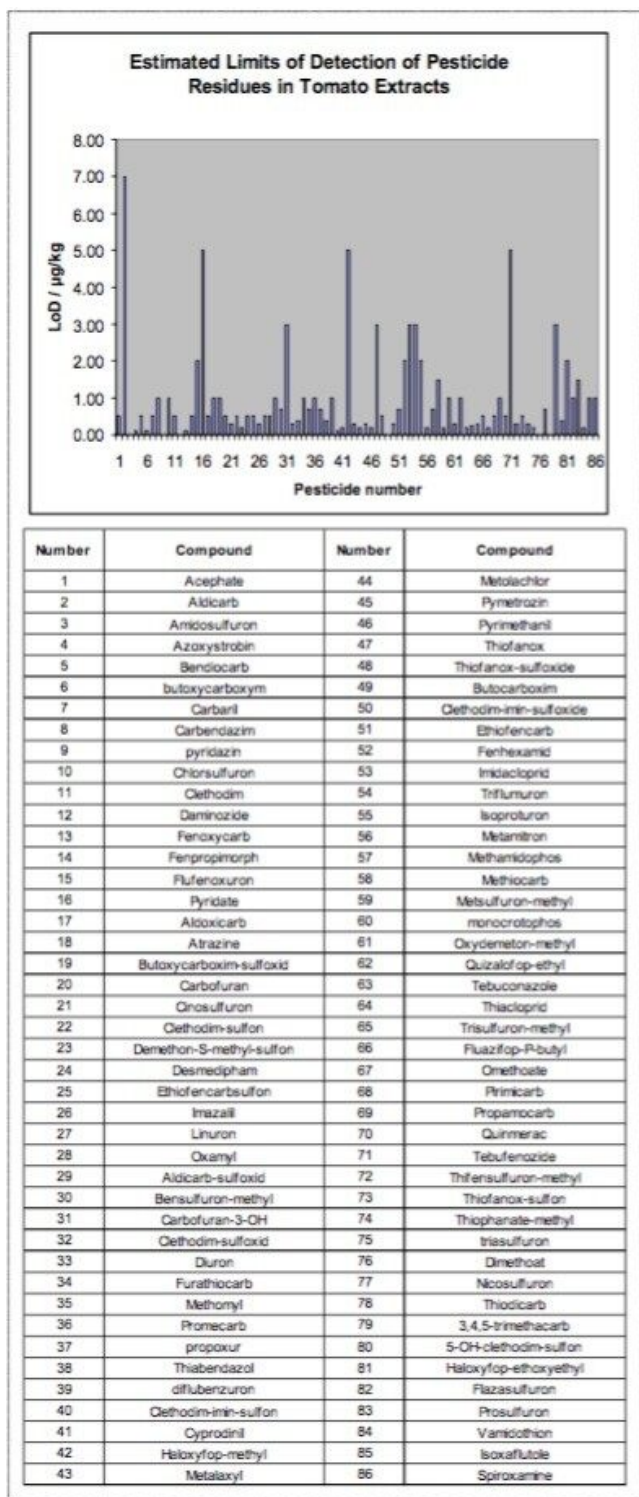 Estimated Limits of Detection of Pesticide
Residues in Tomato Extracts
8.00
7.00
6.00
5.00
4.00
3.00
2.00
1.00
0.00
LoD / µg/kg
1 6 11 16 21 26 31 36 41 46 51 56 61 66 71 76 81 86
Pesticide number
Number Compound Number Compound
1 Acephate 44 Metolachlor
2 Aldicarb 45 Pymetrozin
3 Amidosulfuron 46 Pyrimethanil
4 Azoxystrobin 47 Thiofanox
5 Bendiocarb 48 Thiofanox-sulfoxide
6 butoxycarboxym 49 Butocarboxim
7 Carbaril 50 Clethodim-imin-sulfoxide
8 Carbendazim 51 Ethiofencarb
9 pyridazin 52 Fenhexamid
10 Chlorsulfuron 53 Imidacloprid
11 Clethodim 54 Triflumuron
12 Daminozide 55 Isoproturon
13 Fenoxycarb 56 Metamitron
14 Fenpropimorph 57 Methamidophos
15 Flufenoxuron 58 Methiocarb
16 Pyridate 59 Metsulfuron-methyl
17 Aldoxicarb 60 monocrotophos
18 Atrazine 61 Oxydemeton-methyl
19 Butoxycarboxim-sulfoxid 62 Quizalofop-ethyl
20 Carbofuran 63 Tebuconazole
21 Cinosulfuron 64 Thiacloprid
22 Clethodim-sulfon 65 Trisulfuron-methyl
23 Demethon-S-methyl-sulfon 66 Fluazifop-P-butyl
24 Desmedipham 67 Omethoate
25 Ethiofencarbsulfon 68 Pirimicarb
26 Imazalil 69 Propamocarb
27 Linuron 70 Quinmerac
28 Oxamyl 71 Tebufenozide
29 Aldicarb-sulfoxid 72 Thifensulfuron-methyl
30 Bensulfuron-methyl 73 Thiofanox-sulfon
31 Carbofuran-3-OH 74 Thiophanate-methyl
32 Clethodim-sulfoxid 75 triasulfuron
33 Diuron 76 Dimethoat
34 Furathiocarb 77 Nicosulfuron
35 Methomyl 78 Thiodicarb
36 Promecarb 79 3,4,5-trimethacarb
37 propoxur 80 5-OH-clethodim-sulfon
38 Thiabendazol 81 Haloxyfop-ethoxyethyl
39 diflubenzuron 82 Flazasulfuron
40 Clethodim-imin-sulfon 83 Prosulfuron
41 Cyprodinil 84 Vamidothion
42 Haloxyfop-methyl 85 Isoxaflutole
43 Metalaxyl 86 Spiroxamine